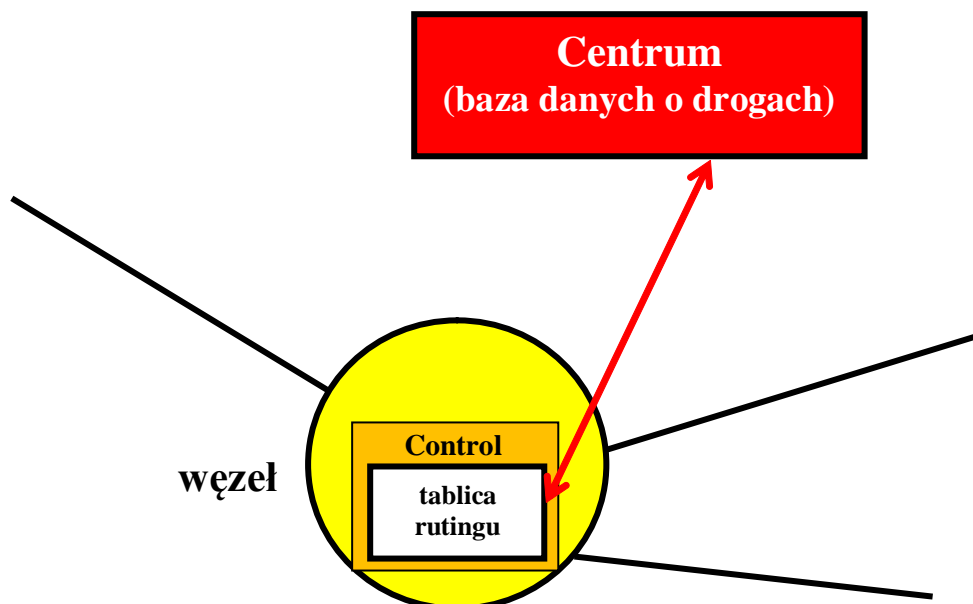 Centrum
(baza danych o drogach)
Control
węzeł
tablica
rutingu